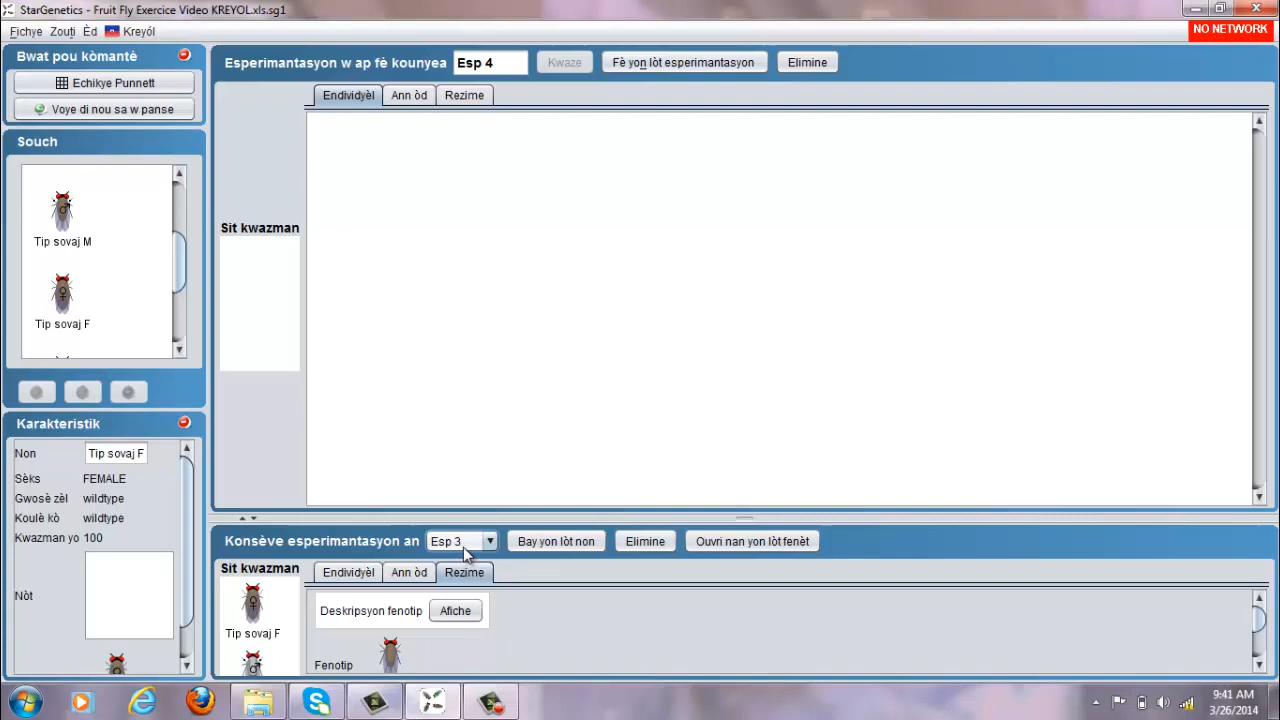 StarGenetics - Fruit Fly Exercice Video KREYOL.xls.sg1
Fichye Zouti Èd Kreyól
NO NETWORK
Bwat pou kòmantè
Echikye Punnett
Voye di nou sa w panse
Souch
Tip sovaj M
Tip sovaj F
Karakteristik
Non Tip sovaj F
Sèks FEMALE
Gwosè zèl wildtype
Koulè kò wildtype
Kwazman yo 100
Nòt
Esperimantasyon w ap fè kounyea Esp 4 Kwaze Fè yon lòt esperimantasyon Elimine
Endividyèl Ann òd Rezime
Sit kwazman
Konsève esperimantasyon an Esp 3 Bay yon lòt non Elimine Ouvri nan yon lòt fenèt
Sit kwazman
Endividyèl Ann òd Rezime
Tip sovaj F
Deskripsyon fenotip Afiche
Fenotip
9:41 AM
3/26/2014